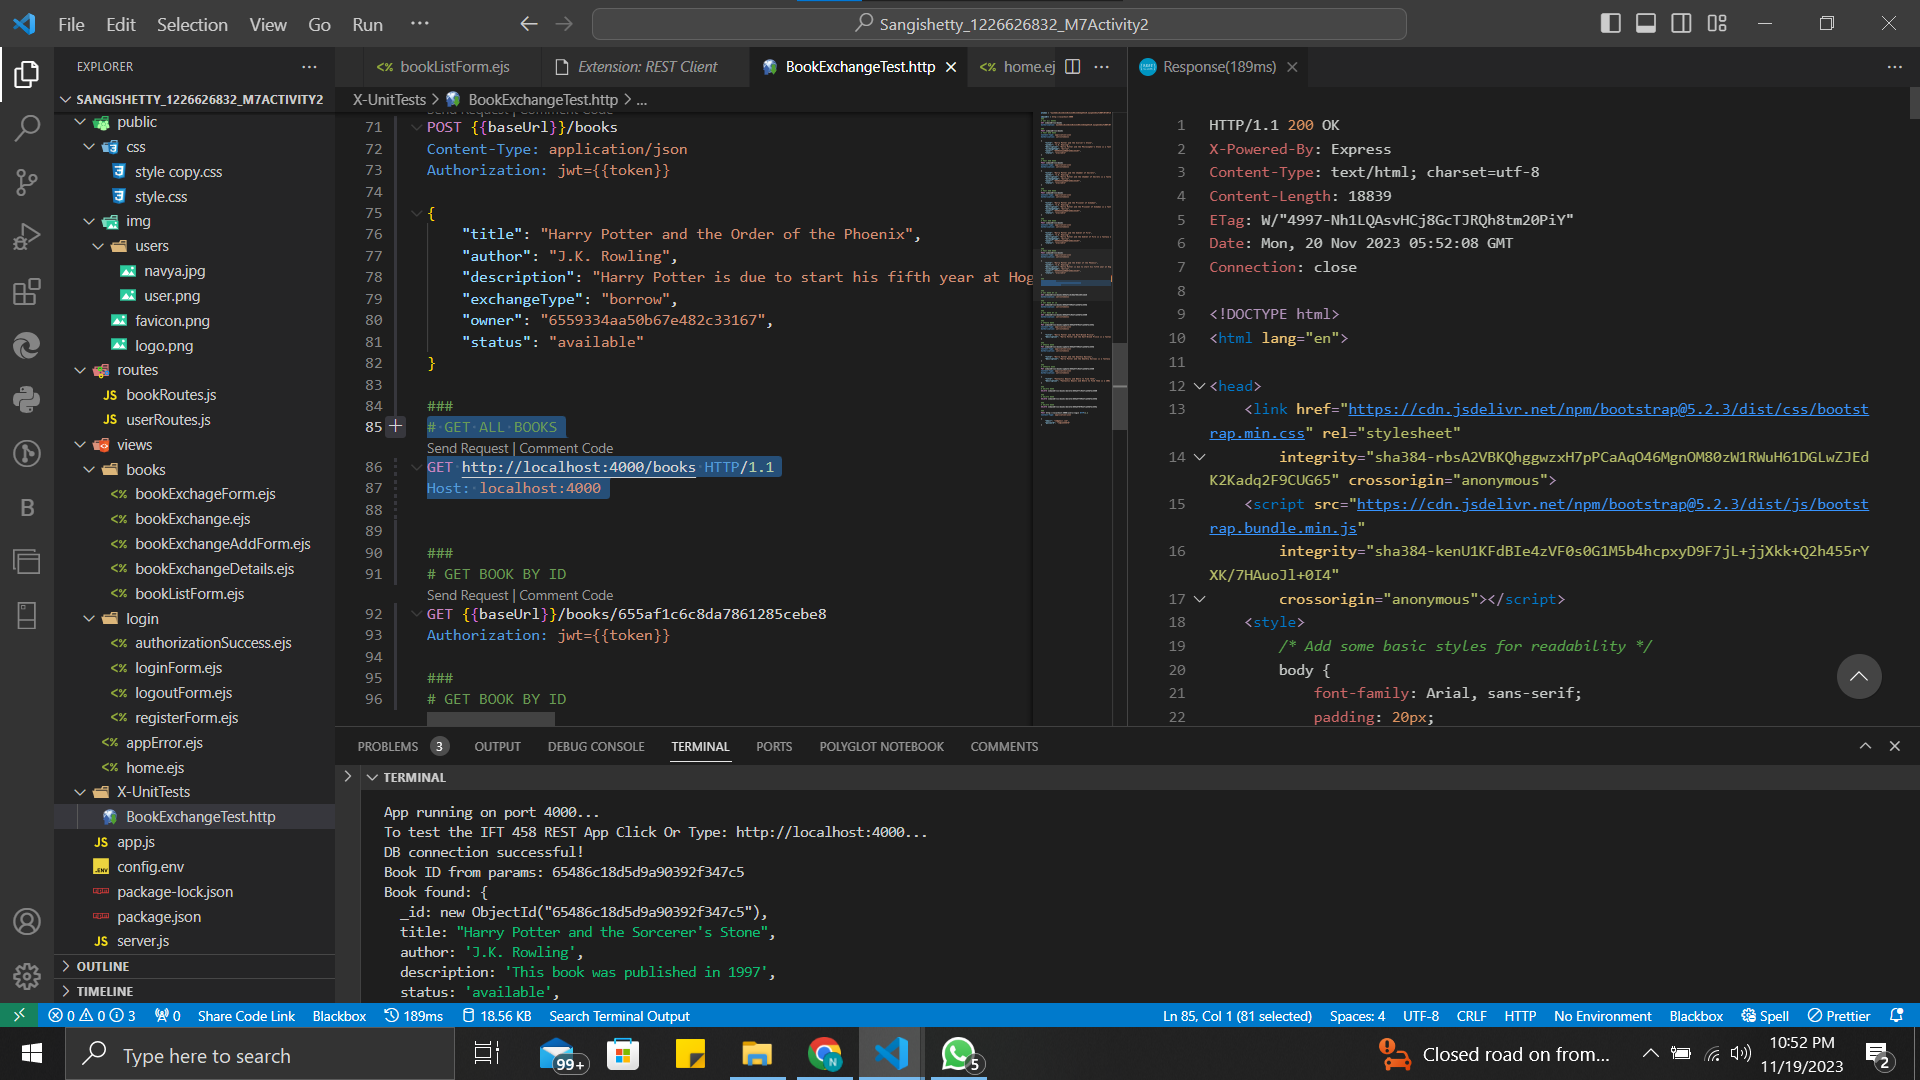 File Edit Selection View Go Run ···
Sangishetty_1226626832_M7Activity2
EXPLORER
SANGISHETTY_1226626832_M7ACTIVITY2
public
css
style copy.css
style.css
img
users
navya.jpg
user.png
favicon.png
logo.png
routes
JS bookRoutes.js
JS userRoutes.js
views
books
<%> bookExchageForm.ejs
<%> bookExchange.ejs
<%> bookExchangeAddForm.ejs
<%> bookExchangeDetails.ejs
<%> bookListForm.ejs
login
<%> authorizationSuccess.ejs
<%> loginForm.ejs
<%> logoutForm.ejs
<%> registerForm.ejs
<%> appError.ejs
<%> home.ejs
X-UnitTests
BookExchangeTest.http
JS app.js
config.env
package-lock.json
package.json
JS server.js
OUTLINE
TIMELINE
<%> bookListForm.ejs Extension: REST Client BookExchangeTest.http <%> home.ej
X-UnitTests > BookExchangeTest.http > ...
Send Request | Comment Code
71 POST {{baseUrl}}/books
72 Content-Type: application/json
73 Authorization: jwt={{token}}
74
75 {
76 "title": "Harry Potter and the Order of the Phoenix",
77 "author": "J.K. Rowling",
78 "description": "Harry Potter is due to start his fifth year at Hog
79 "exchangeType": "borrow",
80 "owner": "6559334aa50b67e482c33167",
81 "status": "available"
82 }
83
84 ###
85 # GET ALL BOOKS
Send Request | Comment Code
86 GET http://localhost:4000/books HTTP/1.1
87 Host: localhost:4000
88
89
90 ###
91 # GET BOOK BY ID
Send Request | Comment Code
92 GET {{baseUrl}}/books/655af1c6c8da7861285cebe8
93 Authorization: jwt={{token}}
94
95 ###
96 # GET BOOK BY ID
Response(189ms)
1 HTTP/1.1 200 OK
2 X-Powered-By: Express
3 Content-Type: text/html; charset=utf-8
4 Content-Length: 18839
5 ETag: W/"4997-Nh1LQAsvHCj8GcTJRQh8tm20PiY"
6 Date: Mon, 20 Nov 2023 05:52:08 GMT
7 Connection: close
8
9 <!DOCTYPE html>
10 <html lang="en">
11
12 <head>
13 <link href="https://cdn.jsdelivr.net/npm/bootstrap@5.2.3/dist/css/bootst
rap.min.css" rel="stylesheet"
14 integrity="sha384-rbsA2VBKQhggwzxH7pPCaAqO46MgnOM80zW1RWuH61DGLwZJEd
K2Kadq2F9CUG65" crossorigin="anonymous">
15 <script src="https://cdn.jsdelivr.net/npm/bootstrap@5.2.3/dist/js/bootst
rap.bundle.min.js"
16 integrity="sha384-kenU1KFdBIe4zVF0s0G1M5b4hcpxyD9F7jL+jjXkk+Q2h455rY
XK/7HAuoJl+0I4"
17 crossorigin="anonymous"></script>
18 <style>
19 /* Add some basic styles for readability */
20 body {
21 font-family: Arial, sans-serif;
22 padding: 20px;
PROBLEMS 3 OUTPUT DEBUG CONSOLE TERMINAL PORTS POLYGLOT NOTEBOOK COMMENTS
TERMINAL
App running on port 4000...
To test the IFT 458 REST App Click Or Type: http://localhost:4000...
DB connection successful!
Book ID from params: 65486c18d5d9a90392f347c5
Book found: {
_id: new ObjectId("65486c18d5d9a90392f347c5"),
title: "Harry Potter and the Sorcerer's Stone",
author: 'J.K. Rowling',
description: 'This book was published in 1997',
status: 'available',
0 0 3 0 Share Code Link Blackbox 189ms 18.56 KB Search Terminal Output Ln 85, Col 1 (81 selected) Spaces: 4 UTF-8 CRLF HTTP No Environment Blackbox Spell Prettier
Type here to search 99+ N 5 Closed road on from... 10:52 PM
11/19/2023 2